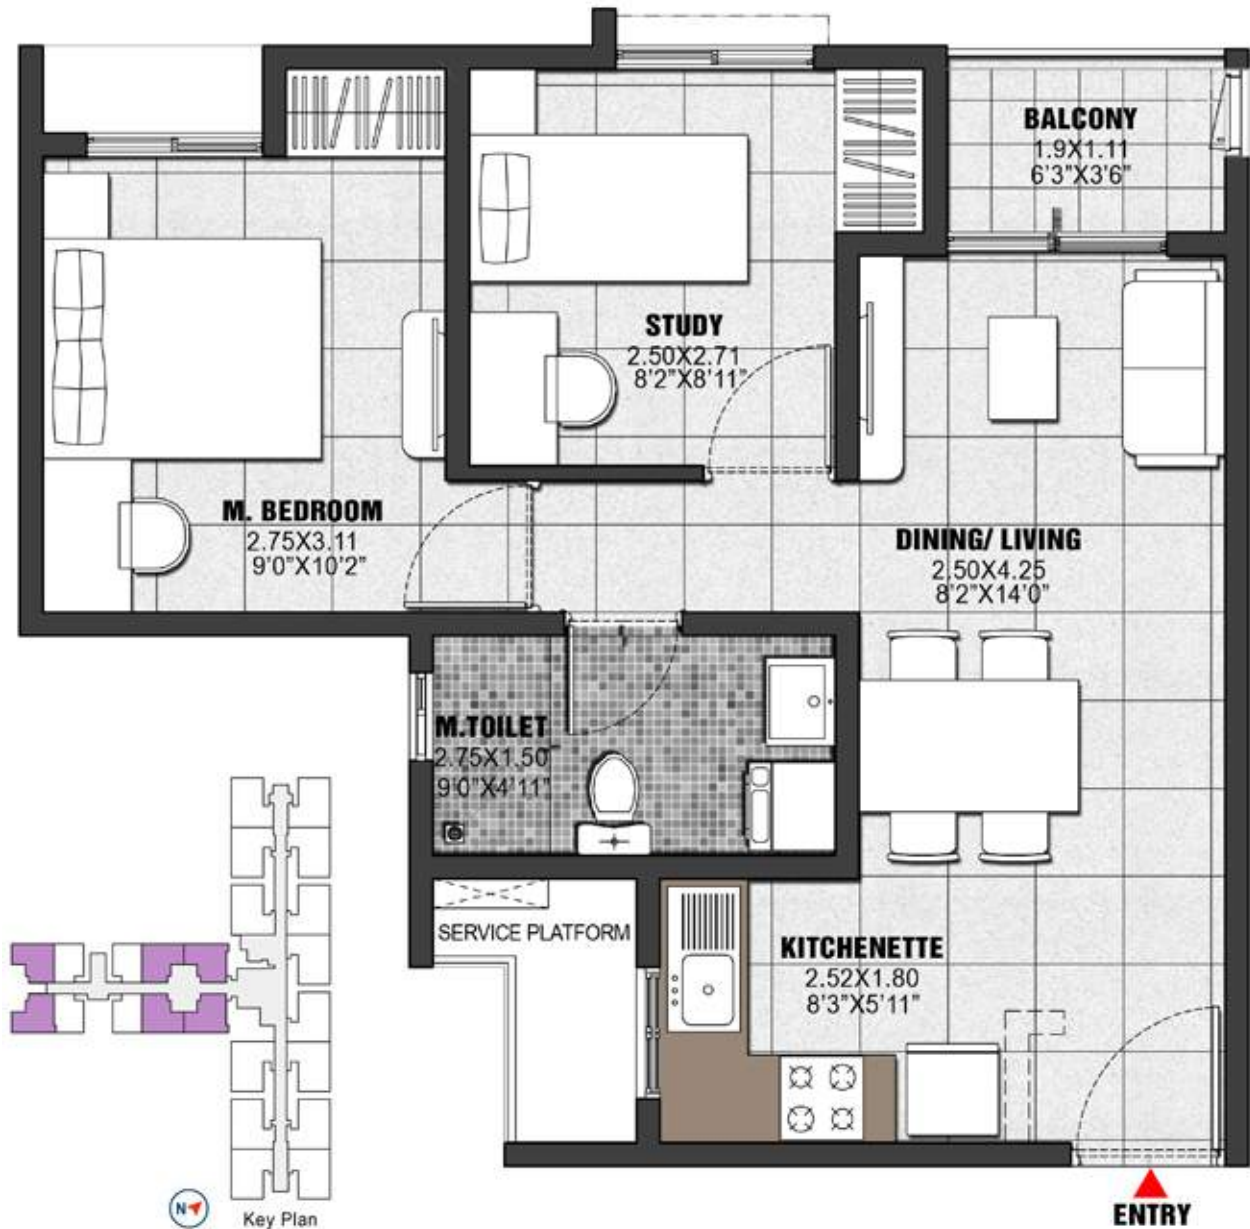 BALCONY
1.9X1.11
6'3"X3'6"
STUDY
2.50X2.71
8'2"X8'11"
M. BEDROOM
2.75X3.11
9'0"X10'2"
DINING/ LIVING
2.50X4.25
8'2"X14'0"
M.TOILET
2.75X1.50
9'0"X4'11"
SERVICE PLATFORM
KITCHENETTE
2.52X1.80
8'3"X5'11"
N
Key Plan
ENTRY